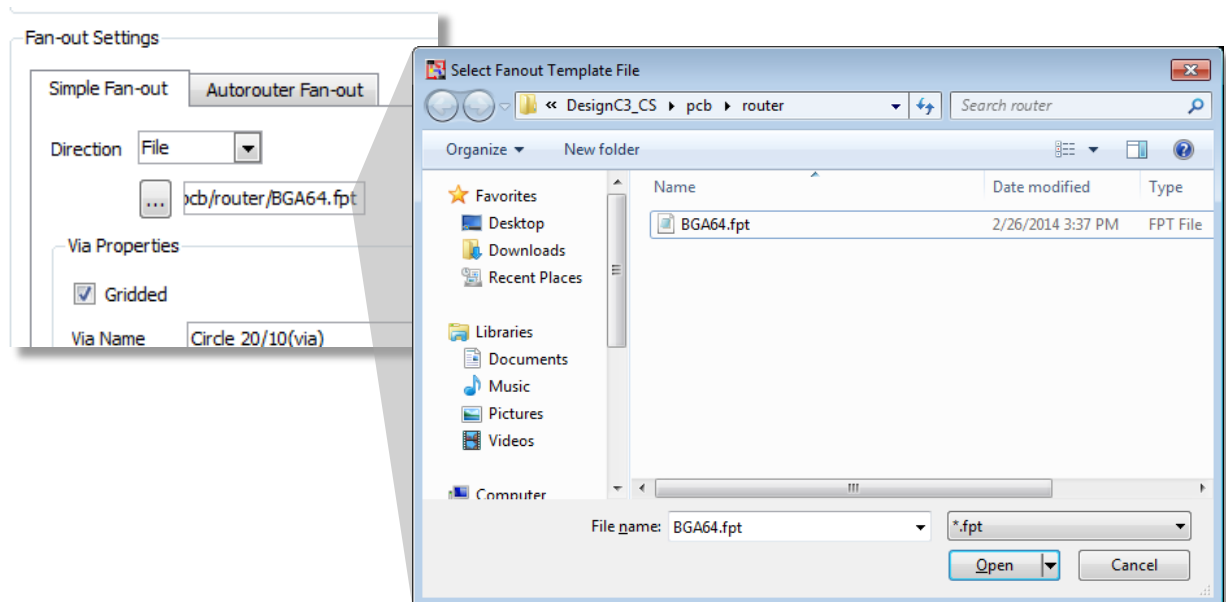 Fan-out Settings
Simple Fan-out
Autorouter Fan-out
Direction File
... pcb/router/BGA64.fpt
Via Properties
Gridded
Via Name Circle 20/10(via)
Select Fanout Template File
« DesignC3_CS pcb router
Search router
Organize
New folder
Favorites
Desktop
Downloads
Recent Places
Libraries
Documents
Music
Pictures
Videos
Computer
Name Date modified Type
BGA64.fpt 2/26/2014 3:37 PM FPT File
File name: BGA64.fpt
*.fpt
Open
Cancel